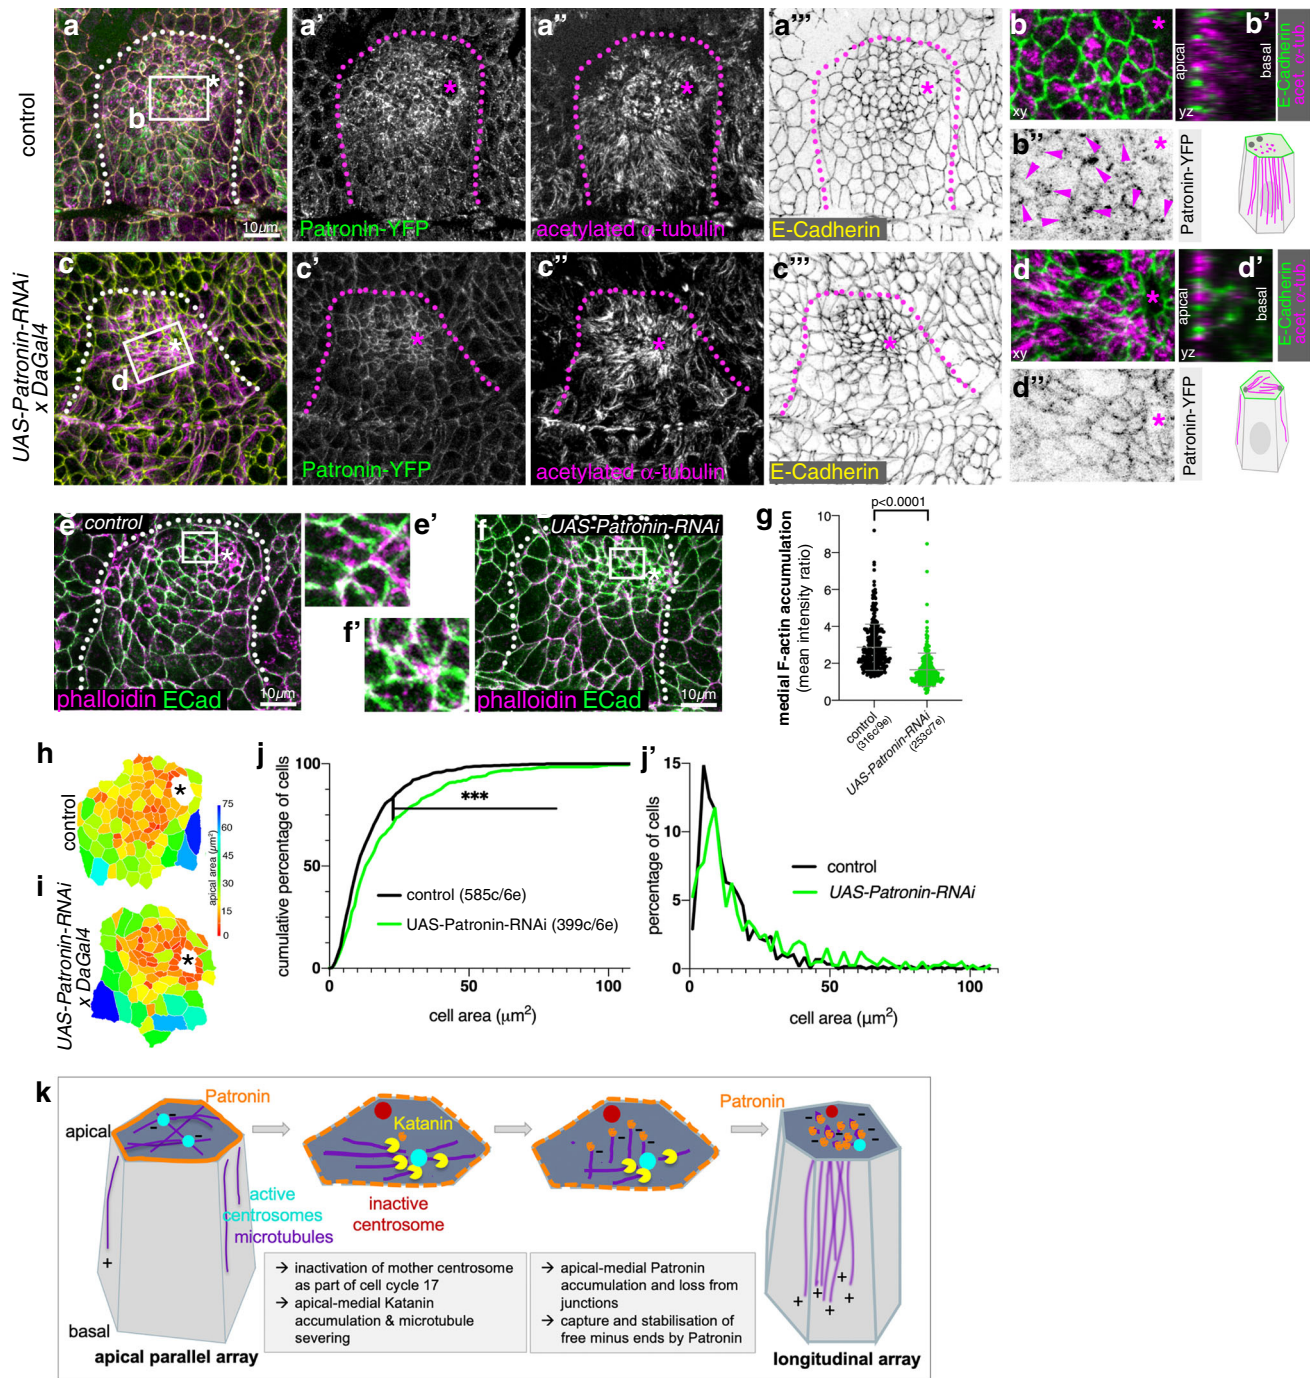 control
a
*
b
10µm
a’
*
Patronin-YFP
a’’
*
acetylated α-tubulin
a’’’
*
E-Cadherin
b
*
xy
b’
apical
basal
yz
E-Cadherin
b’’
*
Patronin-YFP
UAS-Patronin-RNAi
x DaGal4
c
*
d
c’
*
Patronin-YFP
c’’
*
acetylated α-tubulin
c’’’
*
E-Cadherin
d
*
xy
d’
apical
basal
yz
E-Cadherin
acet. α-tub.
d’’
*
Patronin-YFP
e control
*
phalloidin ECad
10µm
e’
f’
f UAS-Patronin-RNAi
*
phalloidin ECad
10µm
g
p<0.0001
medial F-actin accumulation
(mean intensity ratio)
10
8
6
4
2
0
control
(316c/9e)
UAS-Patronin-RNAi
(253c/7e)
h
control
*
i
UAS-Patronin-RNAi
x DaGal4
*
apical area (µm²)
75
60
45
30
15
0
j
cumulative percentage of cells
100
50
0
***
control (585c/6e)
UAS-Patronin-RNAi (399c/6e)
0
50
100
cell area (µm²)
j’
percentage of cells
15
10
5
0
control
UAS-Patronin-RNAi
50
100
cell area (µm²)
k
Patronin
apical
-
-
-
active
centrosomes
microtubules
+
basal
apical parallel array
Katanin
-
inactive
centrosome
→ inactivation of mother centrosome
as part of cell cycle 17
→ apical-medial Katanin
accumulation & microtubule
severing
-
-
-
→ apical-medial Patronin
accumulation and loss from
junctions
→ capture and stabilisation of
free minus ends by Patronin
Patronin
-
-
-
-
-
+
+
+
+
+
longitudinal array